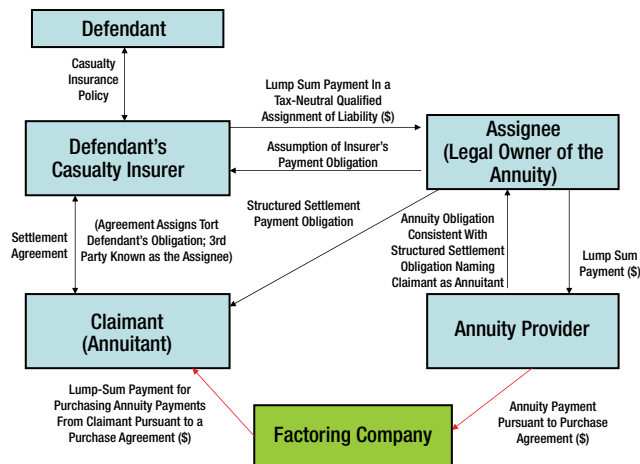 Defendant
Casualty
Insurance
Policy
Lump Sum Payment In a
Tax-Neutral Qualified
Assignment of Liability ($)
Defendant’s
Casualty Insurer
Assumption of Insurer’s
Payment Obligation
Assignee
(Legal Owner of the
Annuity)
Settlement
Agreement
(Agreement Assigns Tort
Defendant’s Obligation; 3rd
Party Known as the Assignee)
Structured Settlement
Payment Obligation
Annuity Obligation
Consistent With
Structured Settlement
Obligation Naming
Claimant as Annuitant
Lump Sum
Payment ($)
Claimant
(Annuitant)
Annuity Provider
Lump-Sum Payment for
Purchasing Annuity Payments
From Claimant Pursuant to a
Purchase Agreement ($)
Factoring Company
Annuity Payment
Pursuant to Purchase
Agreement ($)